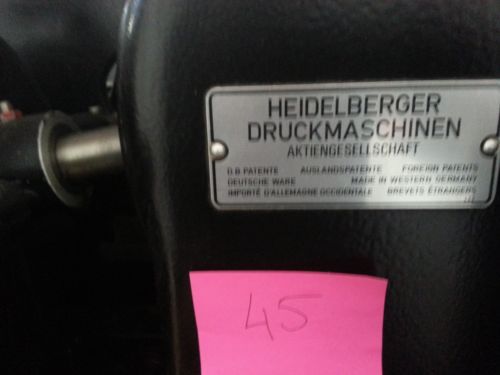 HEIDELBERGER
DRUCKMASCHINEN
AKTIENGESELLSCHAFT
D.B. PATENTE AUSLANDSPATENTE FOREIGN PATENTS
DEUTSCHE WARE MADE IN WESTERN GERMANY
IMPORTÉ D'ALLEMAGNE OCCIDENTALE BREVETS ÉTRANGERS
45